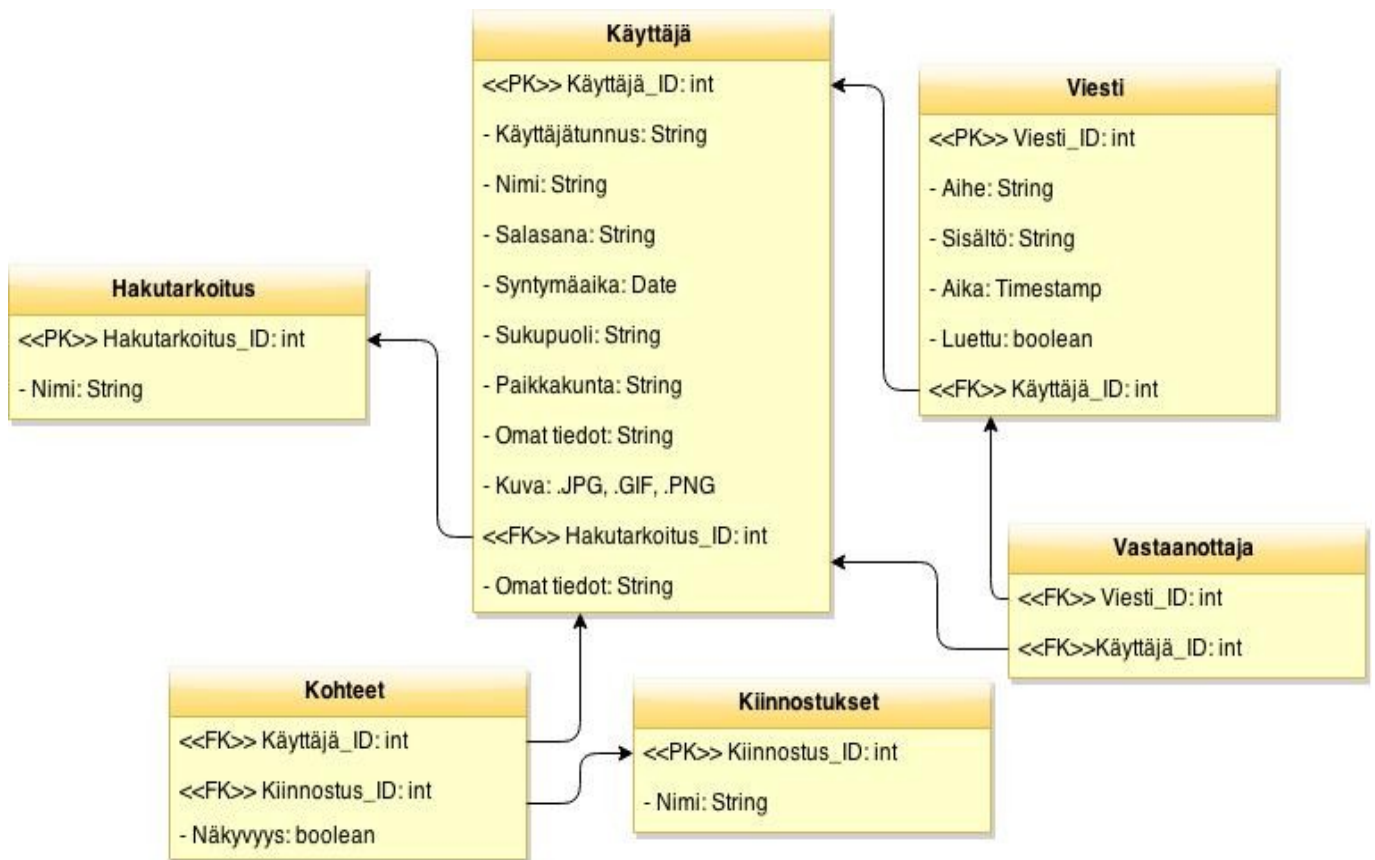 Käyttäjä
<<PK>> Käyttäjä_ID: int
- Käyttäjätunnus: String
- Nimi: String
- Salasana: String
- Syntymäaika: Date
- Sukupuoli: String
- Paikkakunta: String
- Omat tiedot: String
- Kuva: .JPG, .GIF, .PNG
<<FK>> Hakutarkoitus_ID: int
- Omat tiedot: String
Viesti
<<PK>> Viesti_ID: int
- Aihe: String
- Sisältö: String
- Aika: Timestamp
- Luettu: boolean
<<FK>> Käyttäjä_ID: int
Hakutarkoitus
<<PK>> Hakutarkoitus_ID: int
- Nimi: String
Vastaanottaja
<<FK>> Viesti_ID: int
<<FK>>Käyttäjä_ID: int
Kohteet
<<FK>> Käyttäjä_ID: int
<<FK>> Kiinnostus_ID: int
- Näkyvyys: boolean
Kiinnostukset
<<PK>> Kiinnostus_ID: int
- Nimi: String